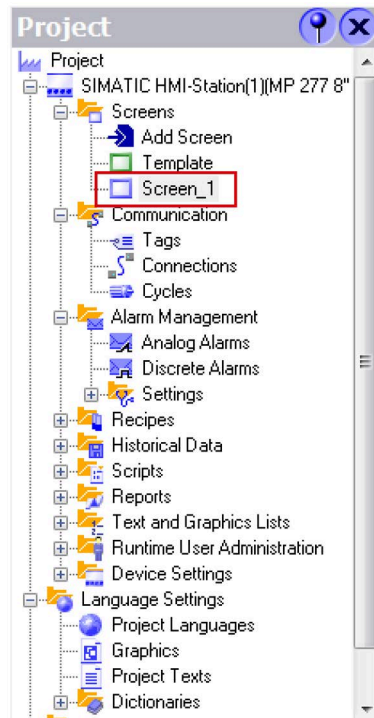 Project
Project
SIMATIC HMI-Station(1)(MP 277 8"
Screens
Add Screen
Template
Screen_1
Communication
Tags
Connections
Cycles
Alarm Management
Analog Alarms
Discrete Alarms
Settings
Recipes
Historical Data
Scripts
Reports
Text and Graphics Lists
Runtime User Administration
Device Settings
Language Settings
Project Languages
Graphics
Project Texts
Dictionaries